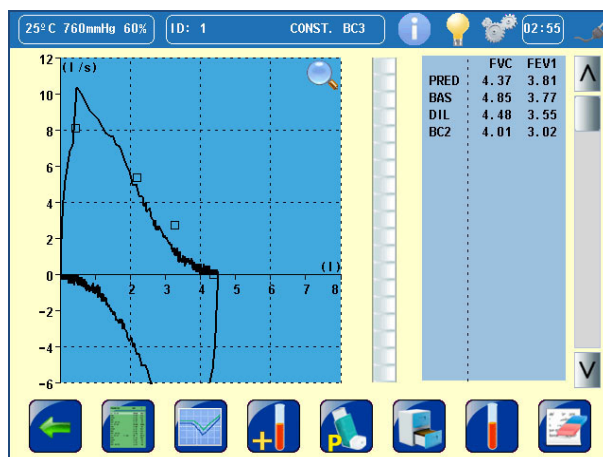 25º C 760mmHg 60%
ID: 1 CONST. BC3
02:55
12 (l/s)
10
8
6
4
2
0 (l)
2 4 5 6 7 8
-2
-4
-6
FVC FEV1
PRED 4.37 3.81
BAS 4.85 3.77
DIL 4.48 3.55
BC2 4.01 3.02
i
+
P